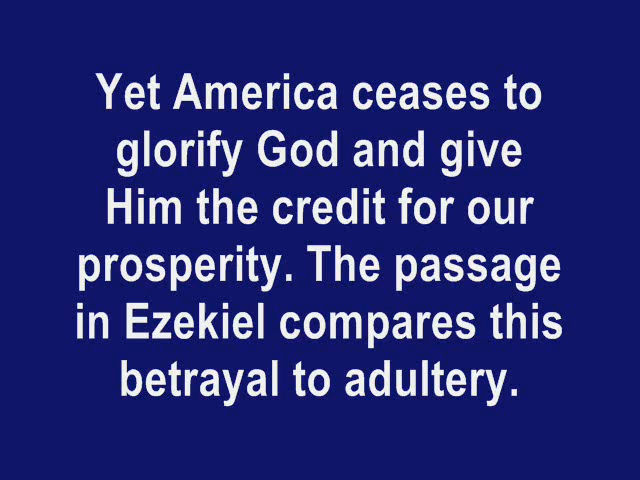 Yet America ceases to
glorify God and give
Him the credit for our
prosperity. The passage
in Ezekiel compares this
betrayal to adultery.